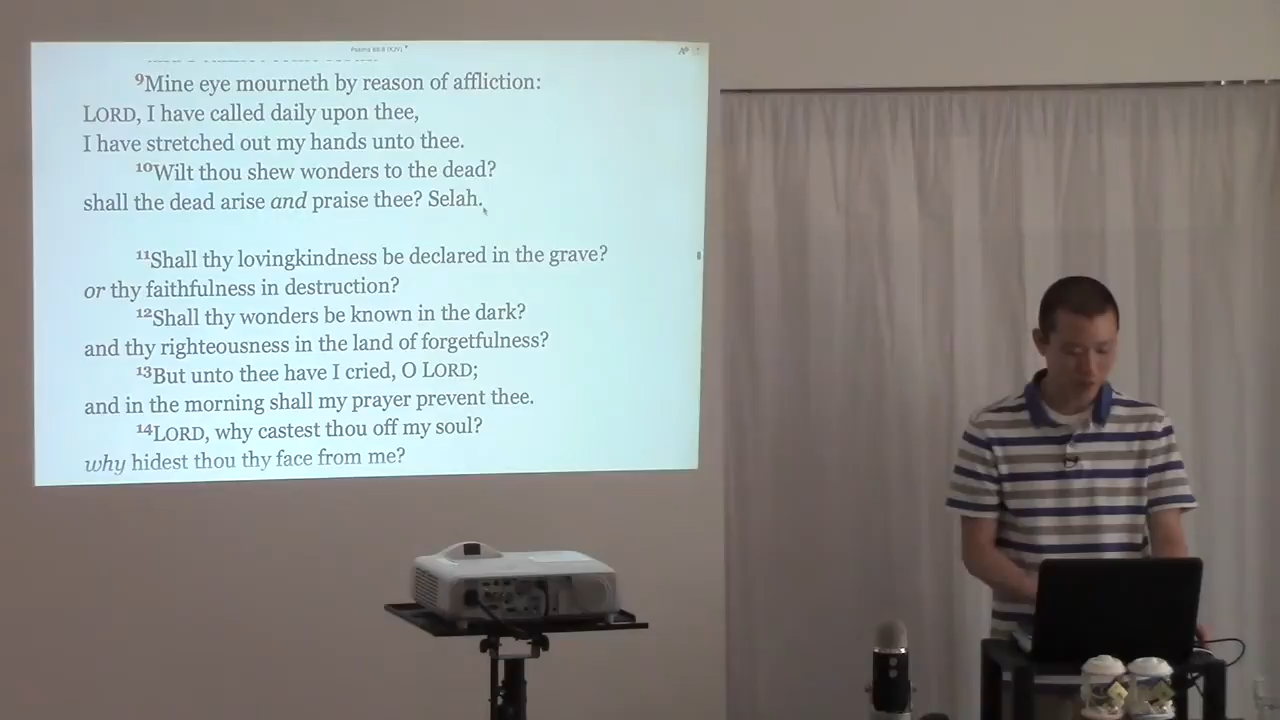 Psalms 88:8 (KJV)
⁹Mine eye mourneth by reason of affliction:
LORD, I have called daily upon thee,
I have stretched out my hands unto thee.
¹⁰Wilt thou shew wonders to the dead?
shall the dead arise and praise thee? Selah.
¹¹Shall thy lovingkindness be declared in the grave?
or thy faithfulness in destruction?
¹²Shall thy wonders be known in the dark?
and thy righteousness in the land of forgetfulness?
¹³But unto thee have I cried, O LORD;
and in the morning shall my prayer prevent thee.
¹⁴LORD, why castest thou off my soul?
why hidest thou thy face from me?